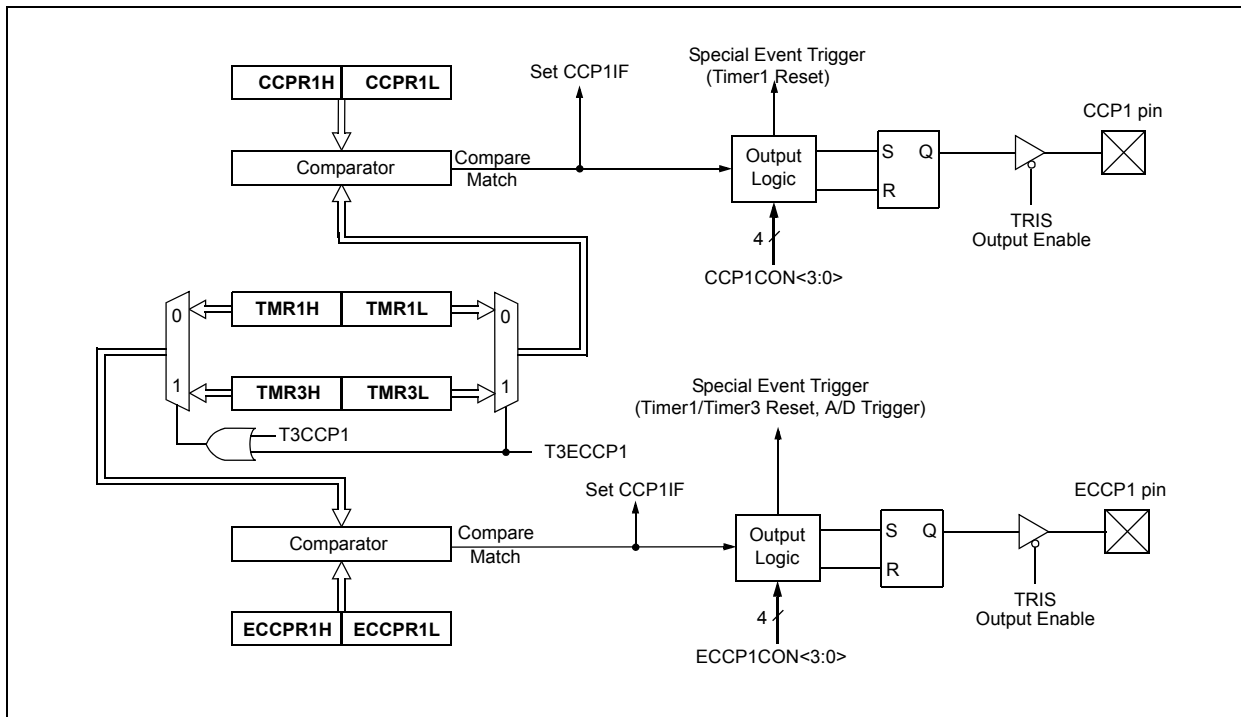 CCPR1H CCPR1L
Set CCP1IF
Special Event Trigger
(Timer1 Reset)
CCP1 pin
Comparator
Compare
Match
Output
Logic
S Q
R
TRIS
Output Enable
4
CCP1CON<3:0>
0
TMR1H TMR1L
0
1
TMR3H TMR3L
1
T3CCP1
T3ECCP1
Special Event Trigger
(Timer1/Timer3 Reset, A/D Trigger)
Set CCP1IF
ECCP1 pin
Comparator
Compare
Match
Output
Logic
S Q
R
TRIS
Output Enable
4
ECCPR1H ECCPR1L
ECCP1CON<3:0>